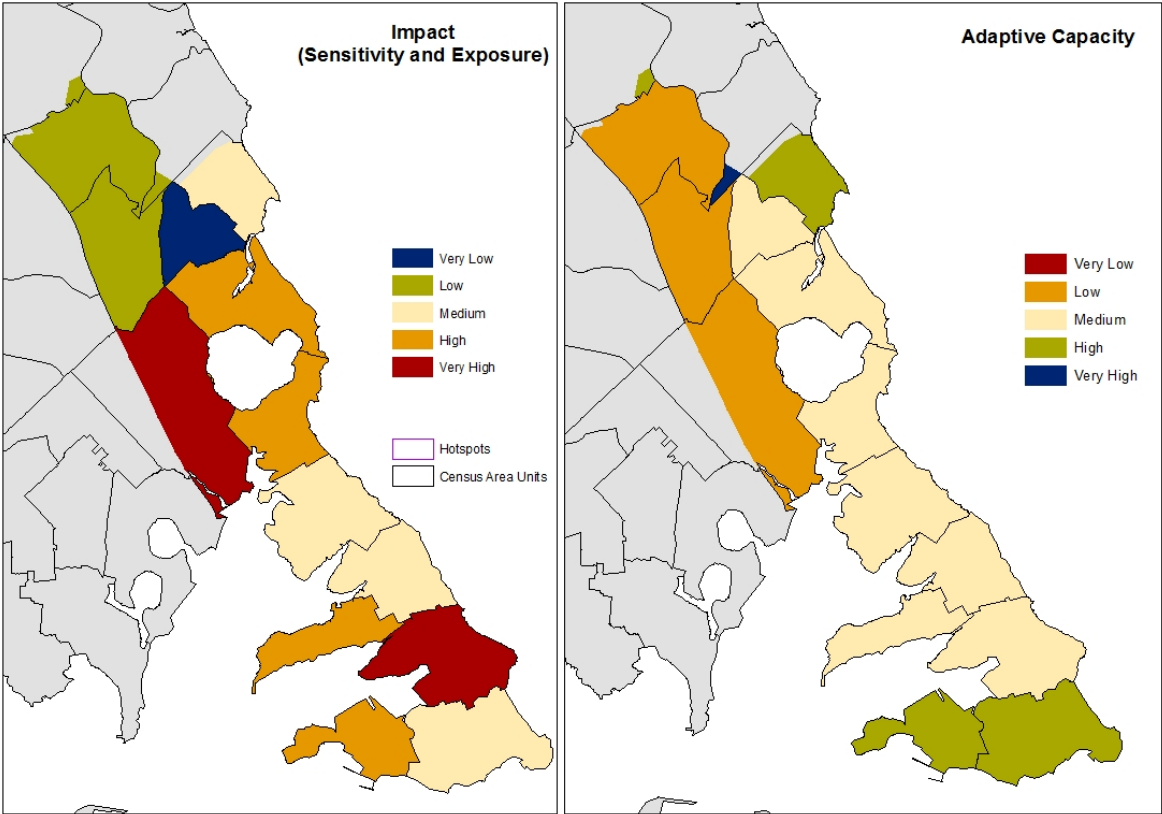 Impact
(Sensitivity and Exposure)
Very Low
Low
Medium
High
Very High
Hotspots
Census Area Units
Adaptive Capacity
Very Low
Low
Medium
High
Very High